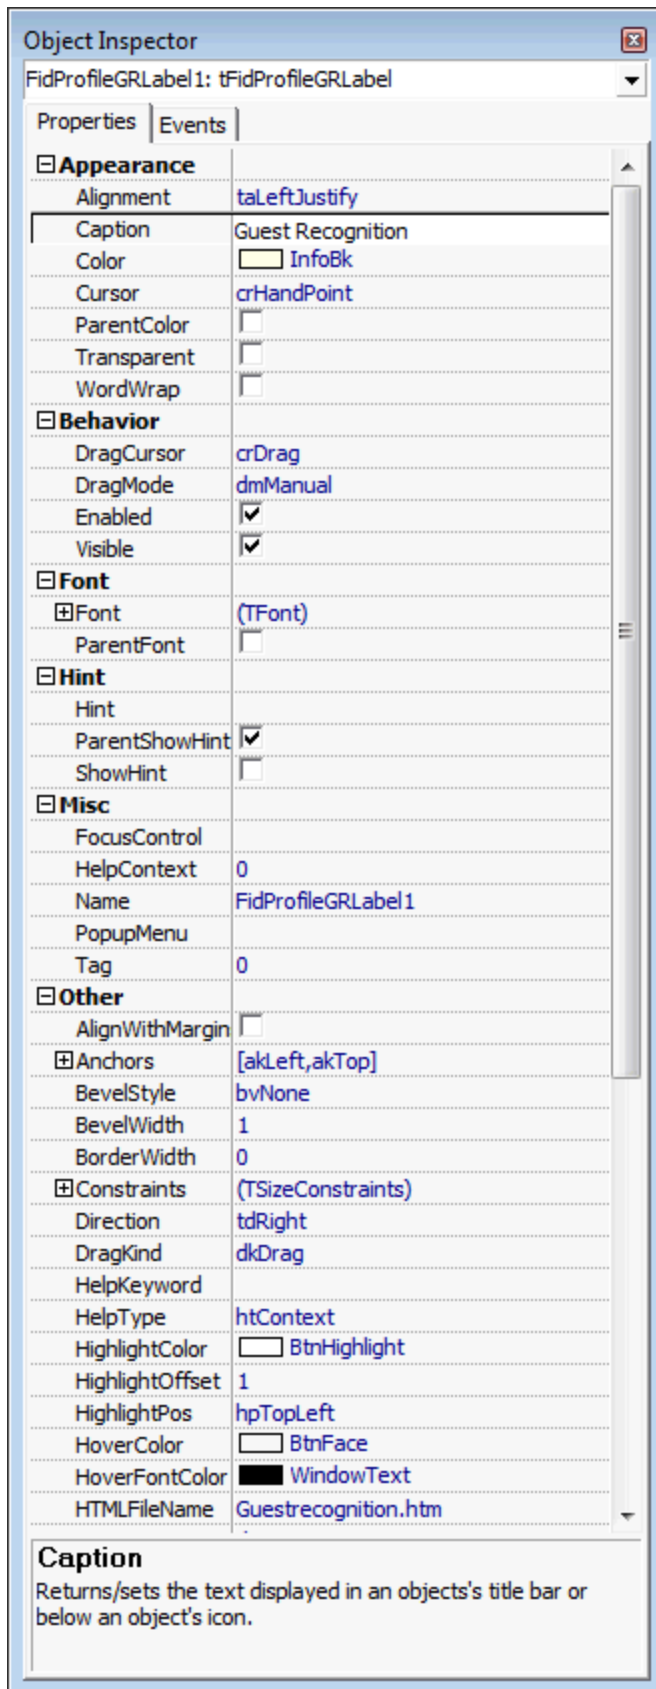 Object Inspector
FidProfileGRLabel1: tFidProfileGRLabel
Properties Events
Appearance
Alignment taLeftJustify
Caption Guest Recognition
Color InfoBk
Cursor crHandPoint
ParentColor
Transparent
WordWrap
Behavior
DragCursor crDrag
DragMode dmManual
Enabled
Visible
Font
Font (TFont)
ParentFont
Hint
Hint
ParentShowHint
ShowHint
Misc
FocusControl
HelpContext 0
Name FidProfileGRLabel1
PopupMenu
Tag 0
Other
AlignWithMargin
Anchors [akLeft,akTop]
BevelStyle bvNone
BevelWidth 1
BorderWidth 0
Constraints (TSizeConstraints)
Direction tdRight
DragKind dkDrag
HelpKeyword
HelpType htContext
HighlightColor BtnHighlight
HighlightOffset 1
HighlightPos hpTopLeft
HoverColor BtnFace
HoverFontColor WindowText
HTMLFileName Guestrecognition.htm
Caption
Returns/sets the text displayed in an objects's title bar or
below an object's icon.